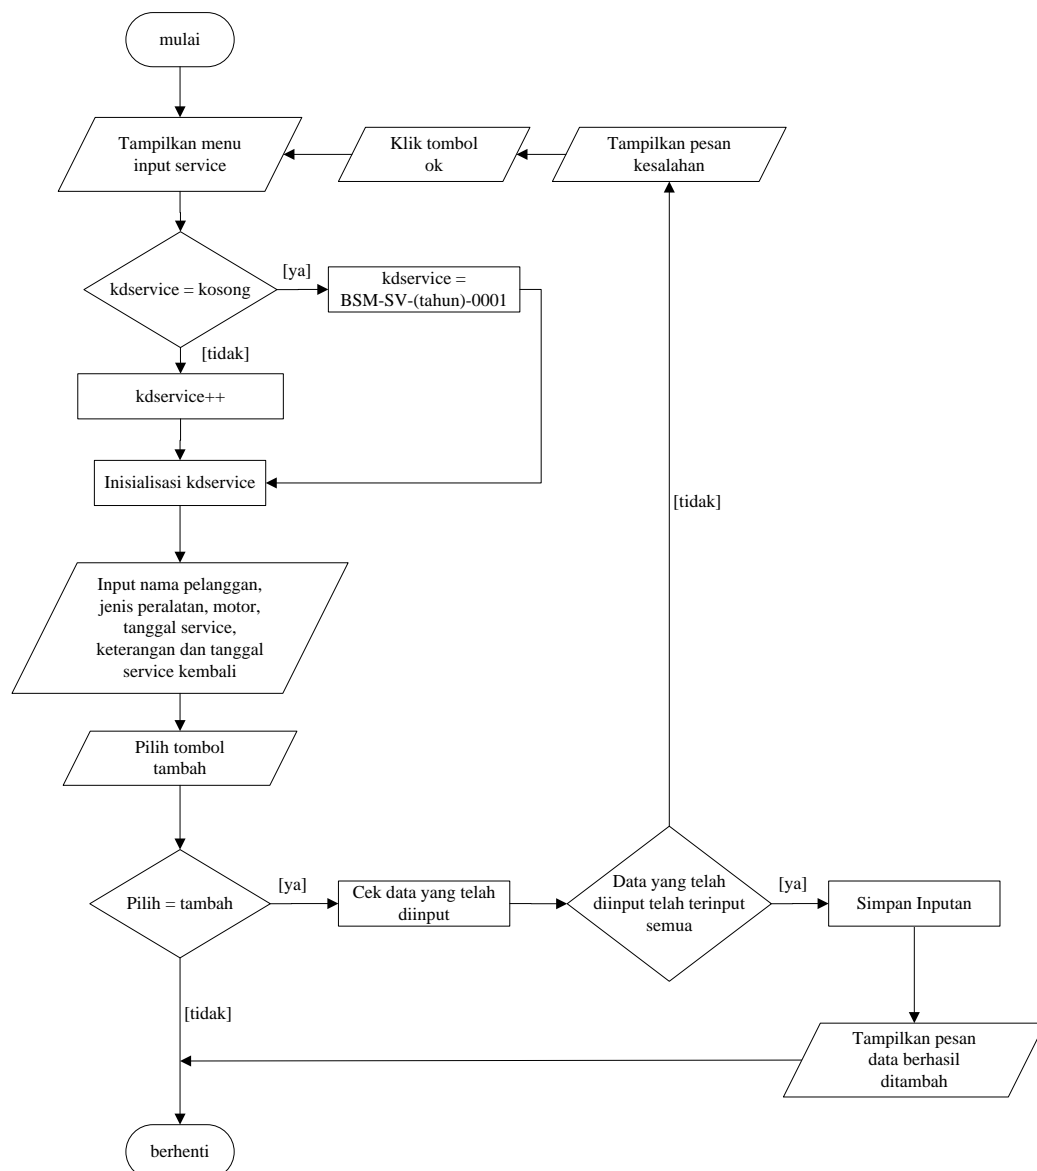 mulai
Tampilkan menu
input service
Klik tombol
ok
Tampilkan pesan
kesalahan
kdservice = kosong
[ya]
kdservice =
BSM-SV-(tahun)-0001
[tidak]
kdservice++
Inisialisasi kdservice
[tidak]
Input nama pelanggan,
jenis peralatan, motor,
tanggal service,
keterangan dan tanggal
service kembali
Pilih tombol
tambah
Pilih = tambah
[ya]
Cek data yang telah
diinput
Data yang telah
diinput telah terinput
semua
[ya]
Simpan Inputan
[tidak]
Tampilkan pesan
data berhasil
ditambah
berhenti